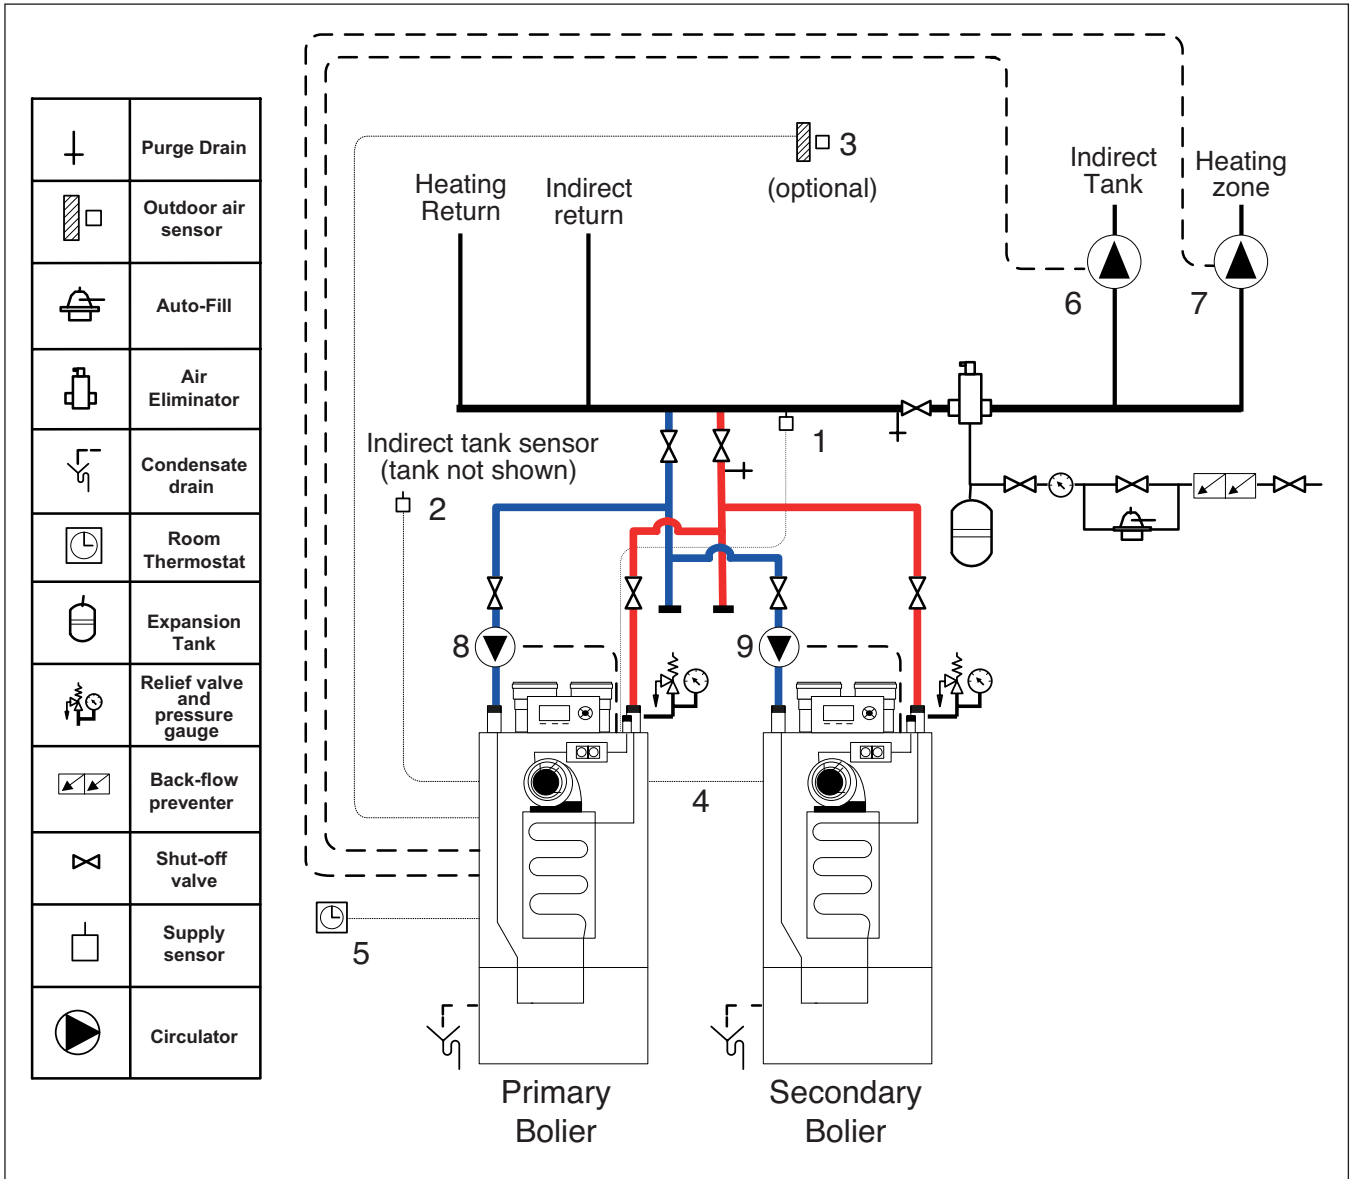 Purge Drain
Outdoor air
sensor
Auto-Fill
Air
Eliminator
Condensate
drain
Room
Thermostat
Expansion
Tank
Relief valve
and
pressure
gauge
Back-flow
preventer
Shut-off
valve
Supply
sensor
Circulator
3
(optional)
Heating
Return
Indirect
return
Indirect
Tank
Heating
zone
6
7
1
Indirect tank sensor
(tank not shown)
2
8
9
4
5
Primary
Bolier
Secondary
Bolier